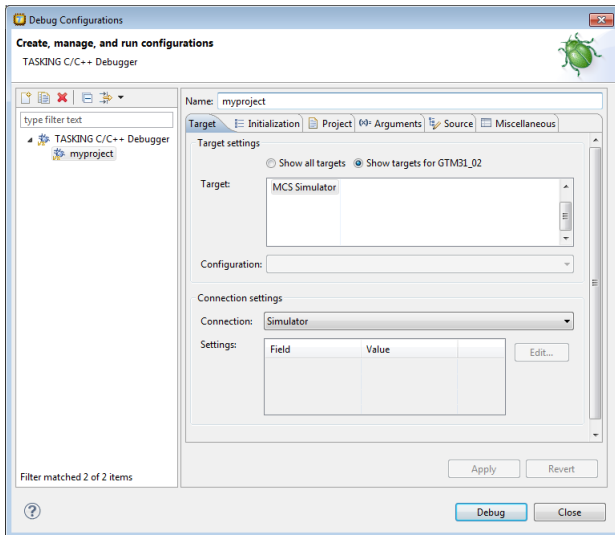 Debug Configurations
Create, manage, and run configurations
TASKING C/C++ Debugger
type filter text
TASKING C/C++ Debugger
myproject
Filter matched 2 of 2 items
Name: myproject
Target Initialization Project (x)= Arguments Source Miscellaneous
Target settings
Show all targets Show targets for GTM31_02
Target: MCS Simulator
Configuration:
Connection settings
Connection: Simulator
Settings: Field Value Edit...
Apply Revert
? Debug Close